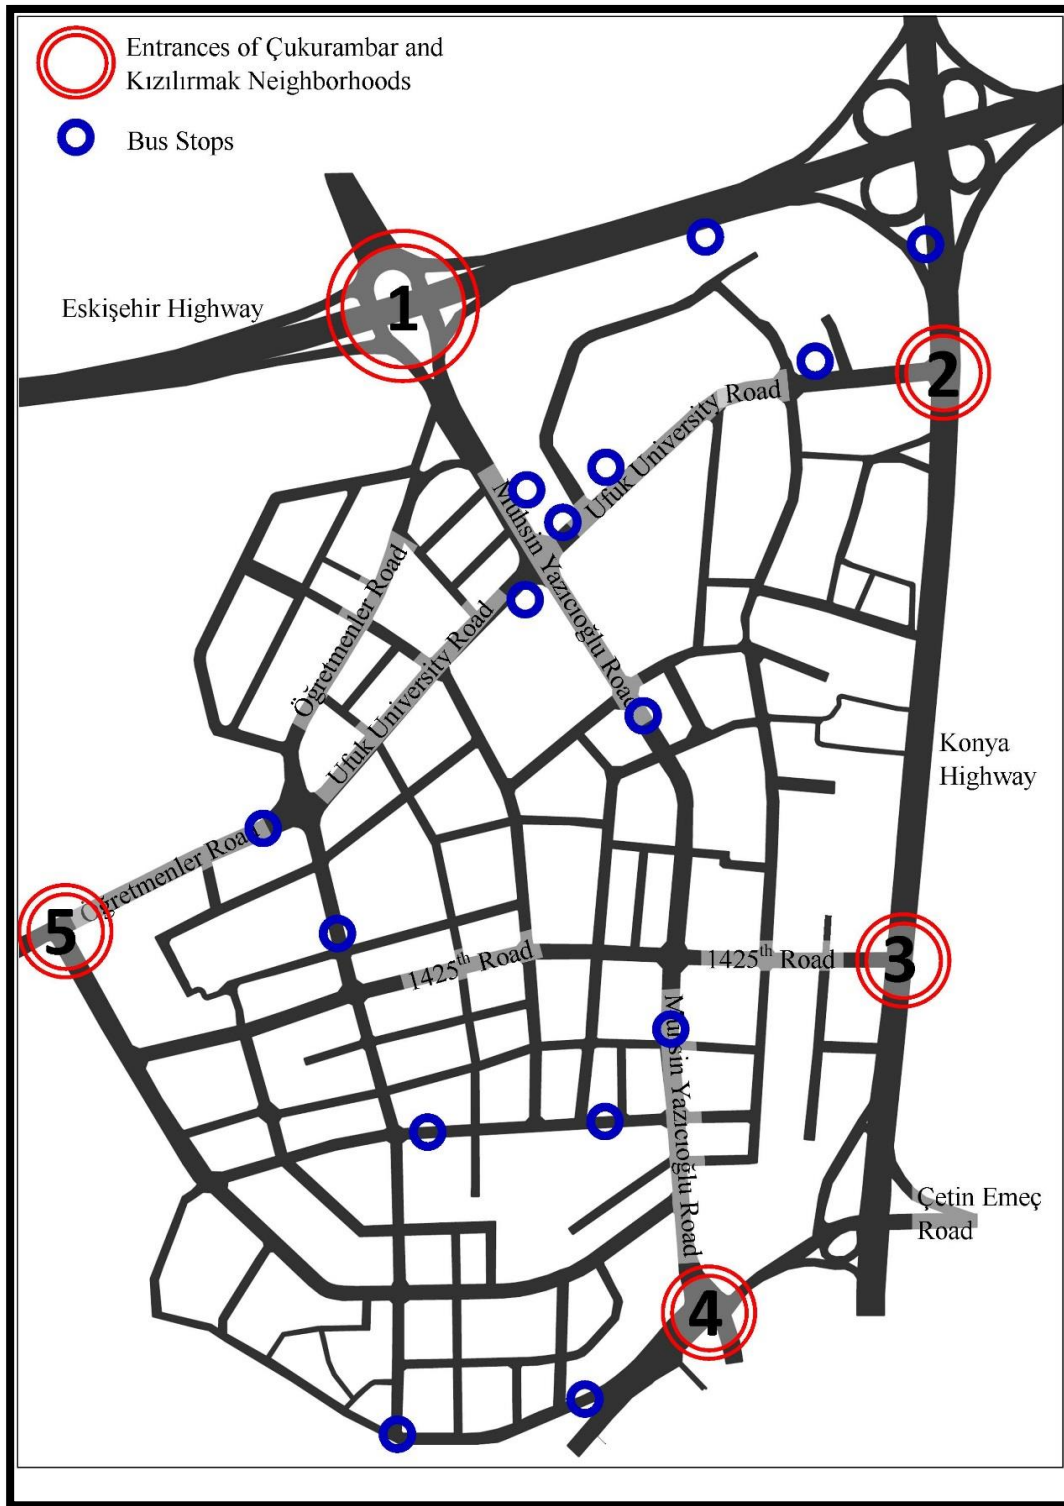 Entrances of Çukurambar and
Kızılırmak Neighborhoods
Bus Stops
Eskişehir Highway
1
2
Ufuk University Road
Muhsin Yazıcıoğlu Road
Öğretmenler Road
Ufuk University Road
Konya
Highway
Öğretmenler Road
5
1425th Road
1425th Road
3
Muhsin Yazıcıoğlu Road
Çetin Emeç
Road
4